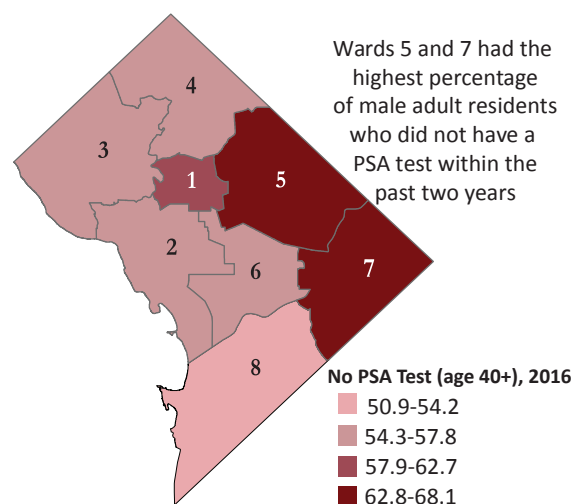 Wards 5 and 7 had the
highest percentage
of male adult residents
who did not have a
PSA test within the
past two years
4
3
1
5
2
6
7
8
No PSA Test (age 40+), 2016
50.9-54.2
54.3-57.8
57.9-62.7
62.8-68.1